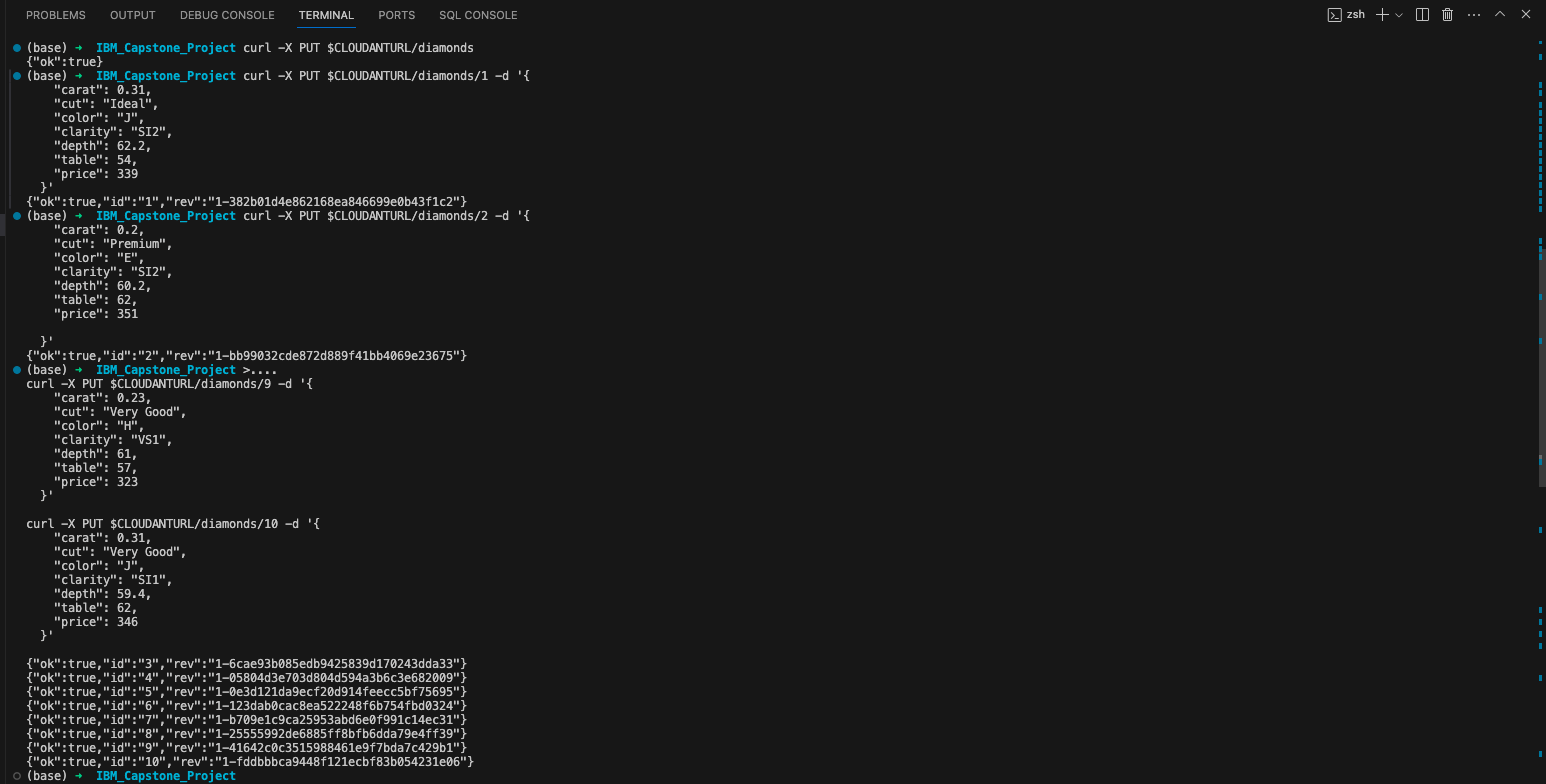 PROBLEMS OUTPUT DEBUG CONSOLE TERMINAL PORTS SQL CONSOLE zsh
(base) ➜ IBM_Capstone_Project curl -X PUT $CLOUDANTURL/diamonds
{"ok":true}
(base) ➜ IBM_Capstone_Project curl -X PUT $CLOUDANTURL/diamonds/1 -d '{
"carat": 0.31,
"cut": "Ideal",
"color": "J",
"clarity": "SI2",
"depth": 62.2,
"table": 54,
"price": 339
}'
{"ok":true,"id":"1","rev":"1-382b01d4e862168ea846699e0b43f1c2"}
(base) ➜ IBM_Capstone_Project curl -X PUT $CLOUDANTURL/diamonds/2 -d '{
"carat": 0.2,
"cut": "Premium",
"color": "E",
"clarity": "SI2",
"depth": 60.2,
"table": 62,
"price": 351
}'
{"ok":true,"id":"2","rev":"1-bb99032cde872d889f41bb4069e23675"}
(base) ➜ IBM_Capstone_Project >....
curl -X PUT $CLOUDANTURL/diamonds/9 -d '{
"carat": 0.23,
"cut": "Very Good",
"color": "H",
"clarity": "VS1",
"depth": 61,
"table": 57,
"price": 323
}'
curl -X PUT $CLOUDANTURL/diamonds/10 -d '{
"carat": 0.31,
"cut": "Very Good",
"color": "J",
"clarity": "SI1",
"depth": 59.4,
"table": 62,
"price": 346
}'
{"ok":true,"id":"3","rev":"1-6cae93b085edb9425839d170243dda33"}
{"ok":true,"id":"4","rev":"1-05804d3e703d804d594a3b6c3e682009"}
{"ok":true,"id":"5","rev":"1-0e3d121da9ecf20d914feecc5bf75695"}
{"ok":true,"id":"6","rev":"1-123dab0cac8ea522248f6b754fbd0324"}
{"ok":true,"id":"7","rev":"1-b709e1c9ca25953abd6e0f991c14ec31"}
{"ok":true,"id":"8","rev":"1-25555992de6885ff8bfb6dda79e4ff39"}
{"ok":true,"id":"9","rev":"1-41642c0c3515988461e9f7bda7c429b1"}
{"ok":true,"id":"10","rev":"1-fddbbbca9448f121ecbf83b054231e06"}
(base) ➜ IBM_Capstone_Project